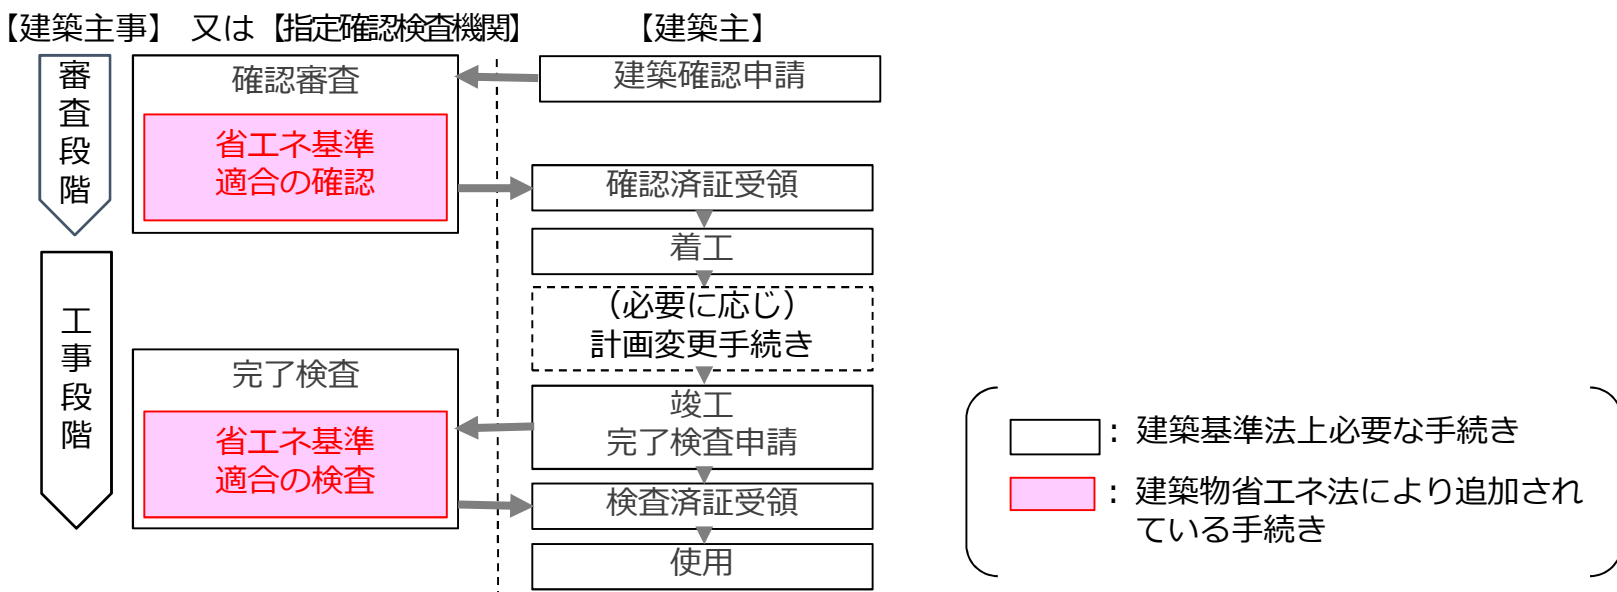 【建築主事】 又は【指定確認検査機関】
【建築主】
審査段階
確認審査
省エネ基準
適合の確認
建築確認申請
確認済証受領
着工
（必要に応じ）
計画変更手続き
工事段階
完了検査
省エネ基準
適合の検査
竣工
完了検査申請
検査済証受領
使用
：建築基準法上必要な手続き
：建築物省エネ法により追加され
ている手続き